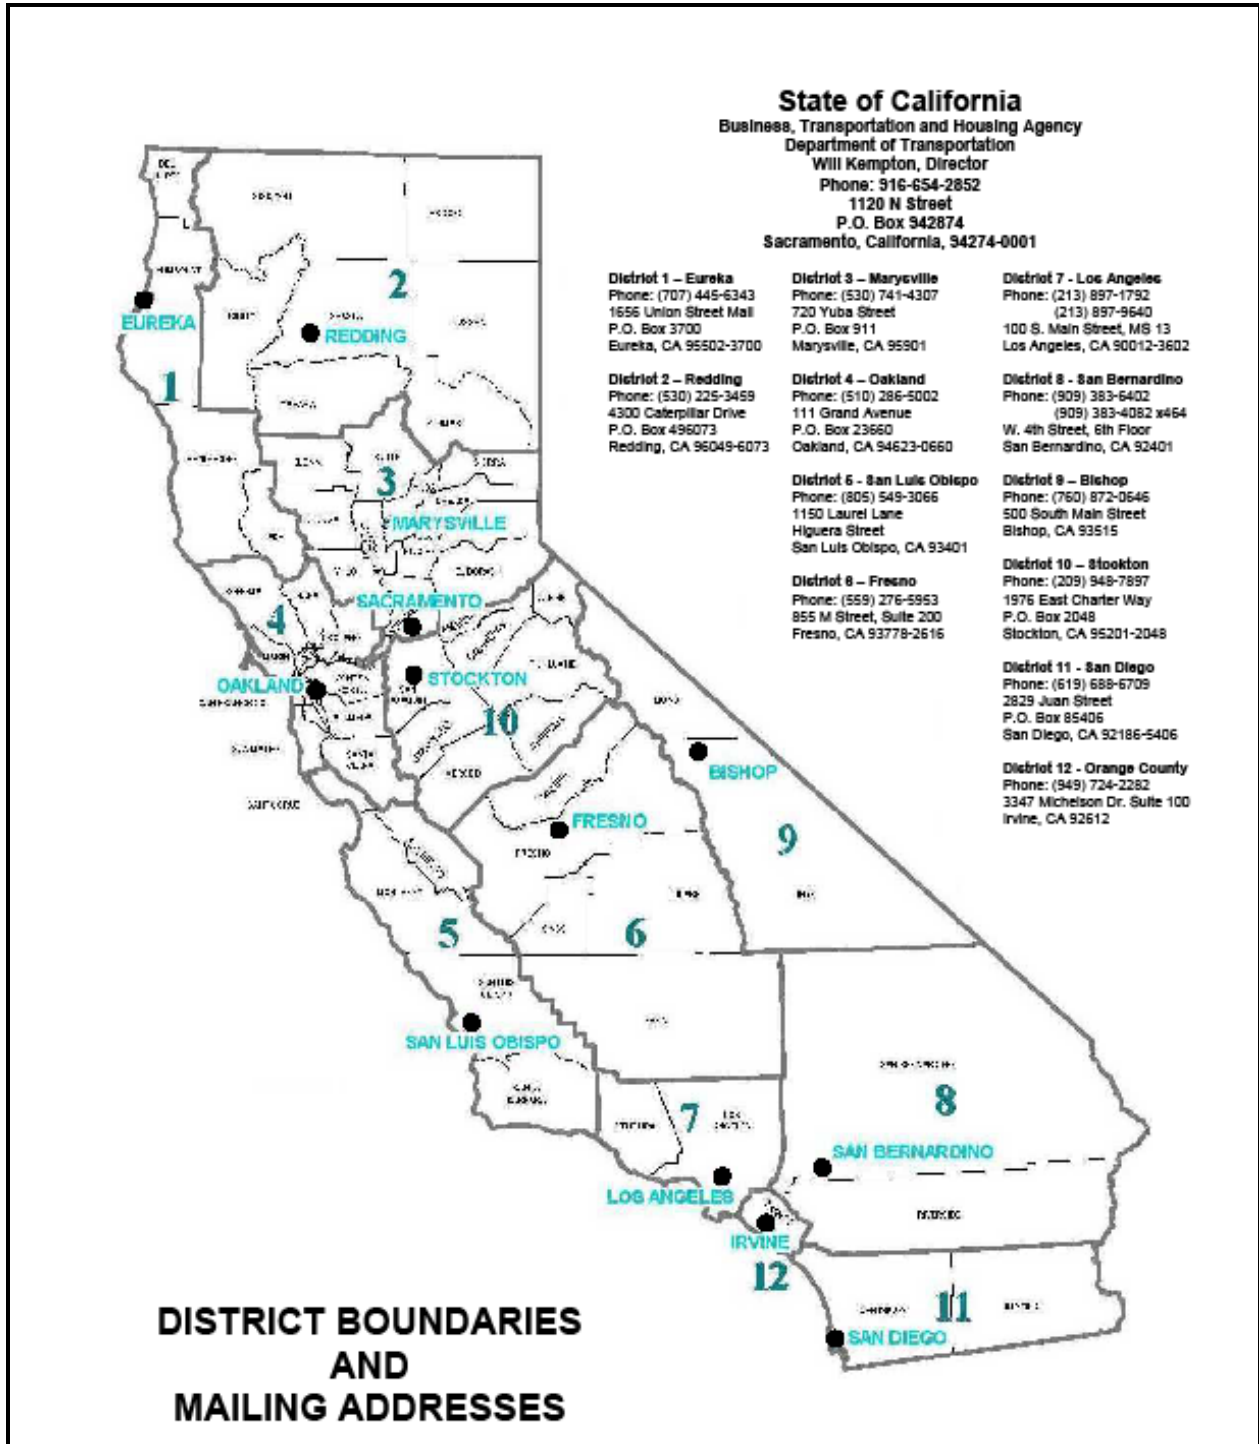 State of California
Business, Transportation and Housing Agency
Department of Transportation
Will Kempton, Director
Phone: 916-654-2852
1120 N Street
P.O. Box 942874
Sacramento, California, 94274-0001
District 1 – Eureka
Phone: (707) 445-6343
1656 Union Street Mall
P.O. Box 3700
Eureka, CA 95502-3700
District 2 – Redding
Phone: (530) 225-3459
4300 Caterpillar Drive
P.O. Box 496073
Redding, CA 96049-6073
District 3 – Marysville
Phone: (530) 741-4307
720 Yuba Street
P.O. Box 911
Marysville, CA 95901
District 4 – Oakland
Phone: (510) 286-5002
111 Grand Avenue
P.O. Box 23660
Oakland, CA 94623-0660
District 5 - San Luis Obispo
Phone: (805) 549-3066
1150 Laurel Lane
Higuera Street
San Luis Obispo, CA 93401
District 6 – Fresno
Phone: (559) 276-5953
855 M Street, Suite 200
Fresno, CA 93778-2616
District 7 - Los Angeles
Phone: (213) 897-1792
(213) 897-9640
100 S. Main Street, MS 13
Los Angeles, CA 90012-3602
District 8 - San Bernardino
Phone: (909) 383-6402
(909) 383-4082 x464
W. 4th Street, 6th Floor
San Bernardino, CA 92401
District 9 – Bishop
Phone: (760) 872-0646
500 South Main Street
Bishop, CA 93515
District 10 – Stockton
Phone: (209) 948-7897
1976 East Charter Way
P.O. Box 2048
Stockton, CA 95201-2048
District 11 - San Diego
Phone: (619) 688-6709
2829 Juan Street
P.O. Box 85406
San Diego, CA 92186-5406
District 12 - Orange County
Phone: (949) 724-2282
3347 Michelson Dr. Suite 100
Irvine, CA 92612
2
EUREKA
REDDING
1
3
MARYSVILLE
SACRAMENTO
4
OAKLAND
STOCKTON
10
BISHOP
FRESNO
9
FRESNO
5
6
SAN LUIS OBISPO
8
7
SAN BERNARDINO
LOS ANGELES
RIVERSIDE
IRVINE
12
11
SAN DIEGO
DISTRICT BOUNDARIES
AND
MAILING ADDRESSES